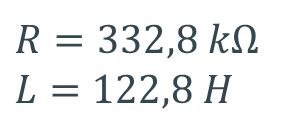 R = 332,8 kΩ
L = 122,8 H